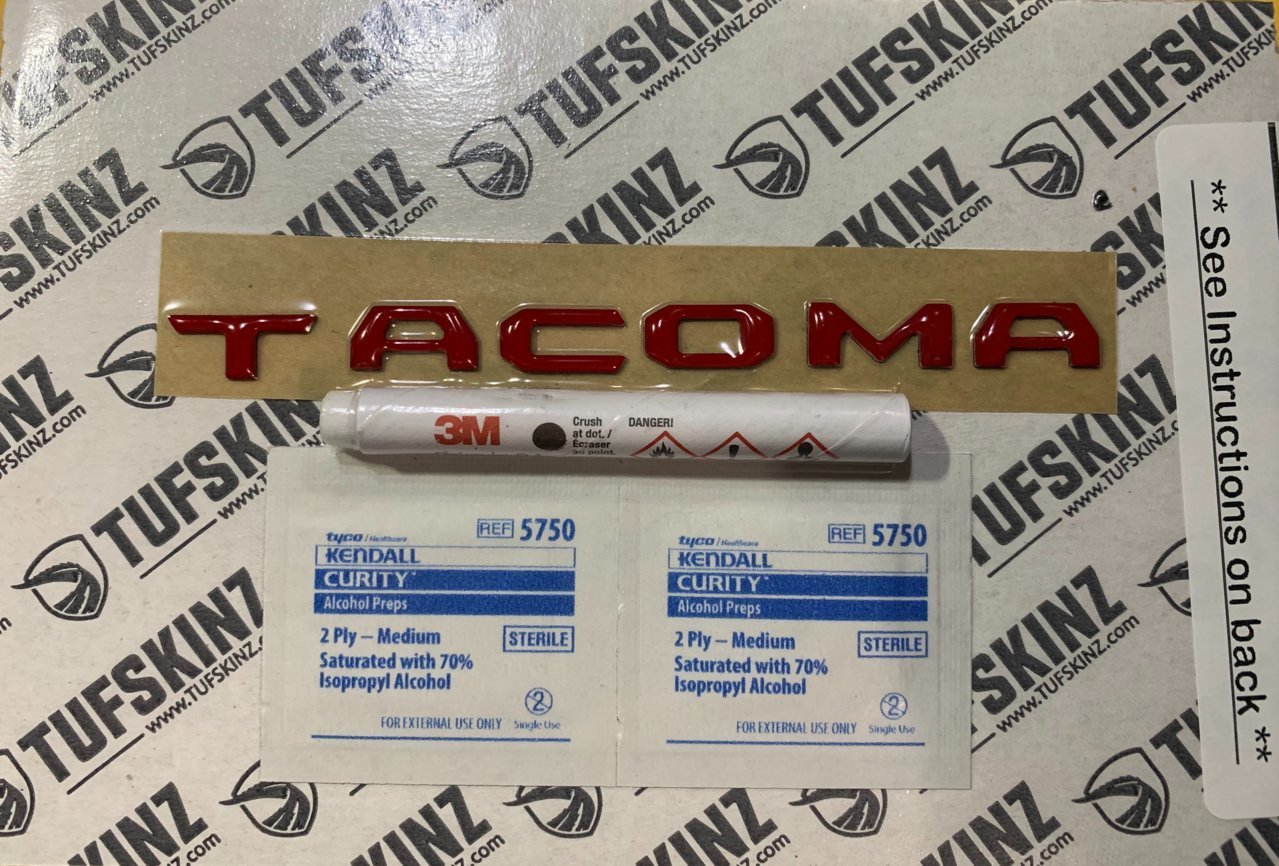 TUFSKINZ
www.TUFSKINZ.com
TACOMA
3M
Crush
at dot. /
Écraser
au point.
DANGER!
tyco / Healthcare
REF 5750
KENDALL
CURITY
Alcohol Preps
2 Ply – Medium
STERILE
Saturated with 70%
Isopropyl Alcohol
2
FOR EXTERNAL USE ONLY
Single Use
tyco / Healthcare
REF 5750
KENDALL
CURITY
Alcohol Preps
2 Ply – Medium
STERILE
Saturated with 70%
Isopropyl Alcohol
2
FOR EXTERNAL USE ONLY
Single Use
** See Instructions on back **